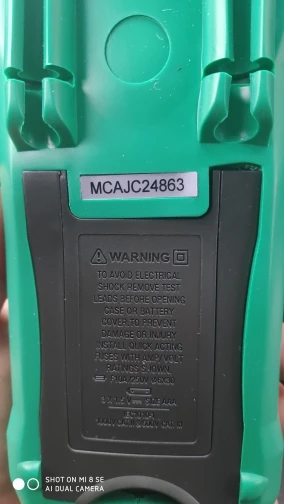 MCAJC24863
WARNING
TO AVOID ELECTRICAL
SHOCK REMOVE TEST
LEADS BEFORE OPENING
CASE OR BATTERY
COVER TO PREVENT
DAMAGE OR INJURY
INSTALL QUICK ACTING
FUSES WITH AMP/VOLT
RATINGS SHOWN.
SHOT ON MI 8 SE
AI DUAL CAMERA